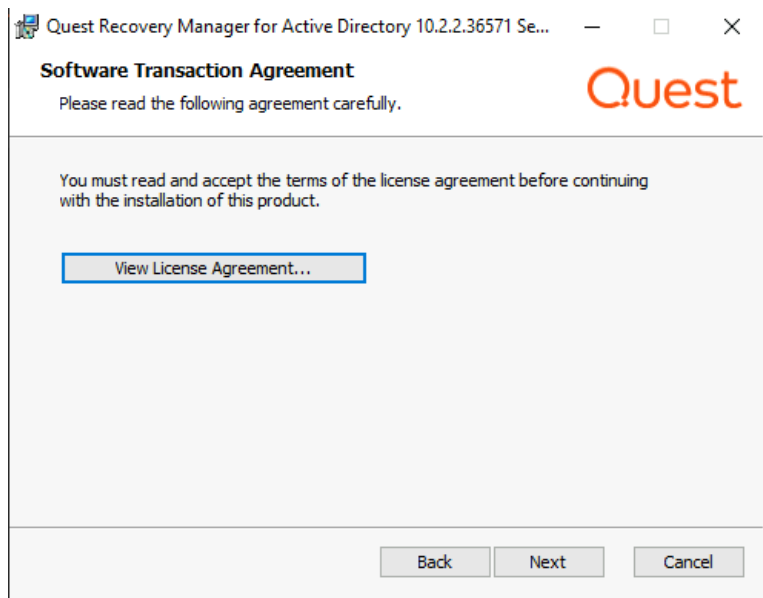 Quest Recovery Manager for Active Directory 10.2.2.36571 Se...
Software Transaction Agreement
Please read the following agreement carefully.
Quest
You must read and accept the terms of the license agreement before continuing
with the installation of this product.
View License Agreement...
Back
Next
Cancel